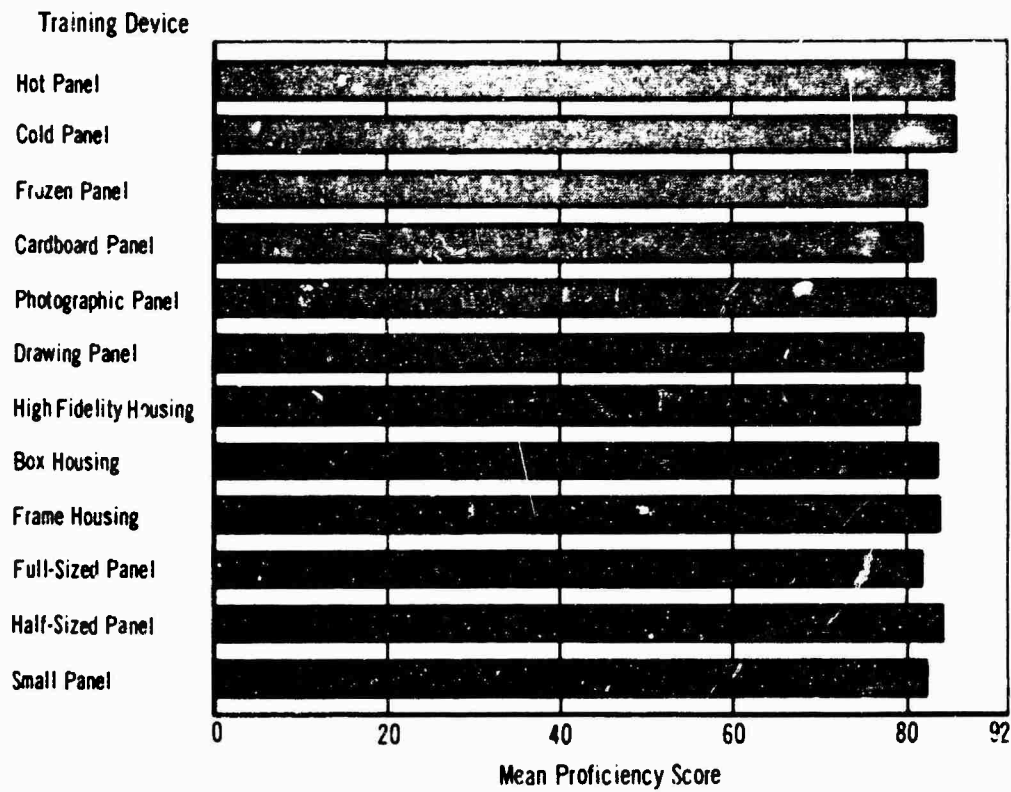 Training Device
Hot Panel
Cold Panel
Frozen Panel
Cardboard Panel
Photographic Panel
Drawing Panel
High Fidelity Housing
Box Housing
Frame Housing
Full-Sized Panel
Half-Sized Panel
Small Panel
0 20 40 60 80 92
Mean Proficiency Score